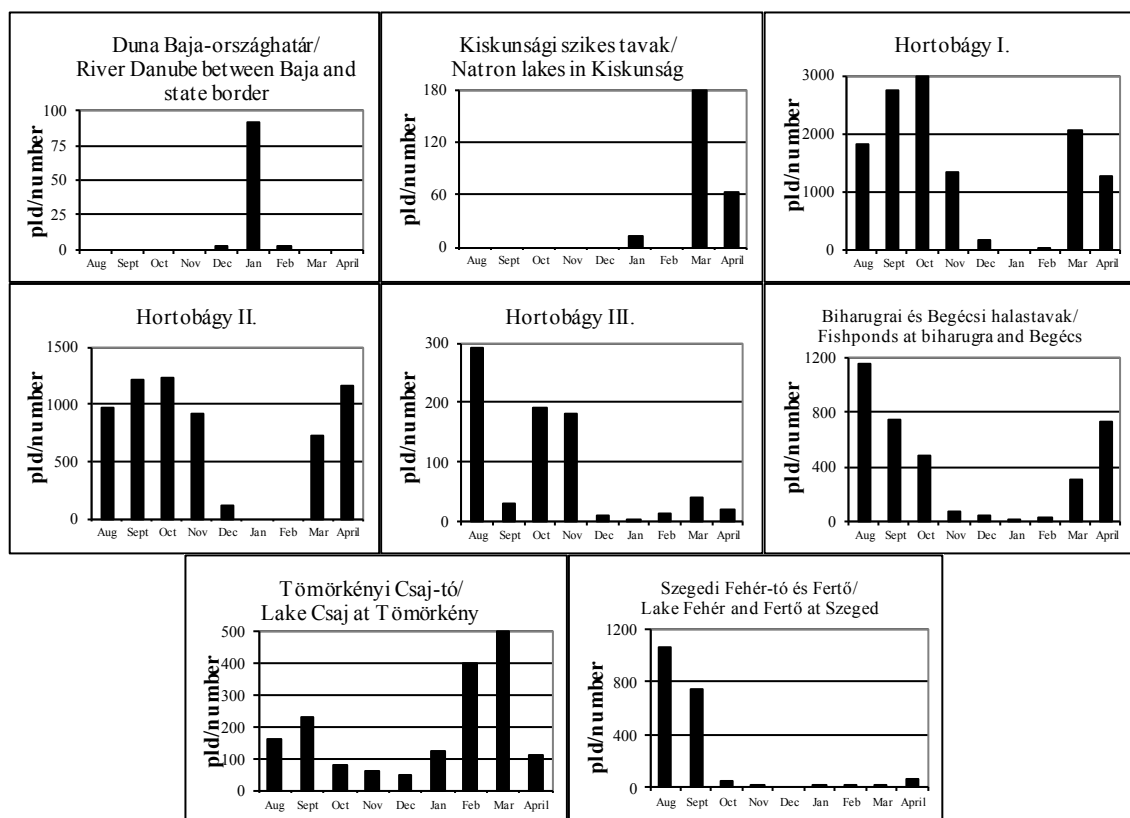 Duna Baja-országhatár/
River Danube between Baja and
state border
pld/number
100
75
50
25
0
Aug Sept Oct Nov Dec Jan Feb Mar April
Kiskunsági szikes tavak/
Natron lakes in Kiskunság
pld/number
180
120
60
0
Aug Sept Oct Nov Dec Jan Feb Mar April
Hortobágy I.
pld/number
3000
2000
1000
0
Aug Sept Oct Nov Dec Jan Feb Mar April
Hortobágy II.
pld/number
1500
1000
500
0
Aug Sept Oct Nov Dec Jan Feb Mar April
Hortobágy III.
pld/number
300
200
100
0
Aug Sept Oct Nov Dec Jan Feb Mar April
Biharugrai és Begécsi halastavak/
Fishponds at biharugra and Begécs
pld/number
1200
800
400
0
Aug Sept Oct Nov Dec Jan Feb Mar April
Tömörkényi Csaj-tó/
Lake Csaj at Tömörkény
pld/number
500
400
300
200
100
0
Aug Sept Oct Nov Dec Jan Feb Mar April
Szegedi Fehér-tó és Fertő/
Lake Fehér and Fertő at Szeged
pld/number
1200
800
400
0
Aug Sept Oct Nov Dec Jan Feb Mar April